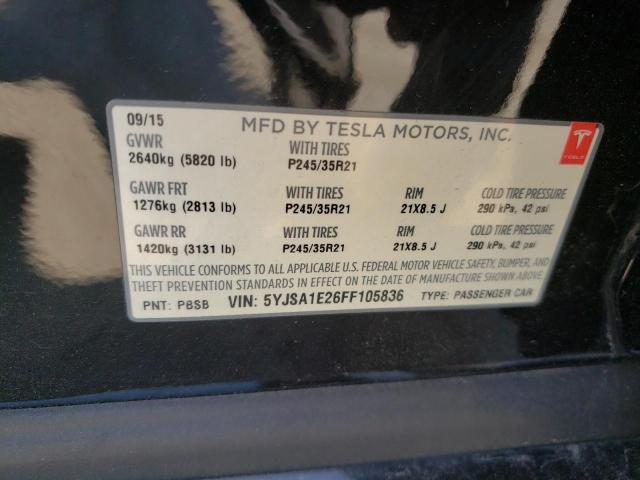 09/15 MFD BY TESLA MOTORS, INC.
GVWR WITH TIRES
2640kg (5820 lb) P245/35R21
TESLA
GAWR FRT WITH TIRES RIM COLD TIRE PRESSURE
1276kg (2813 lb) P245/35R21 21X8.5 J 290 kPa, 42 psi
GAWR RR WITH TIRES RIM COLD TIRE PRESSURE
1420kg (3131 lb) P245/35R21 21X8.5 J 290 kPa, 42 psi
THIS VEHICLE CONFORMS TO ALL APPLICABLE U.S. FEDERAL MOTOR VEHICLE SAFETY, BUMPER, AND
THEFT PREVENTION STANDARDS IN EFFECT ON THE DATE OF MANUFACTURE SHOWN ABOVE.
PNT: PBSB VIN: 5YJSA1E26FF105836 TYPE: PASSENGER CAR